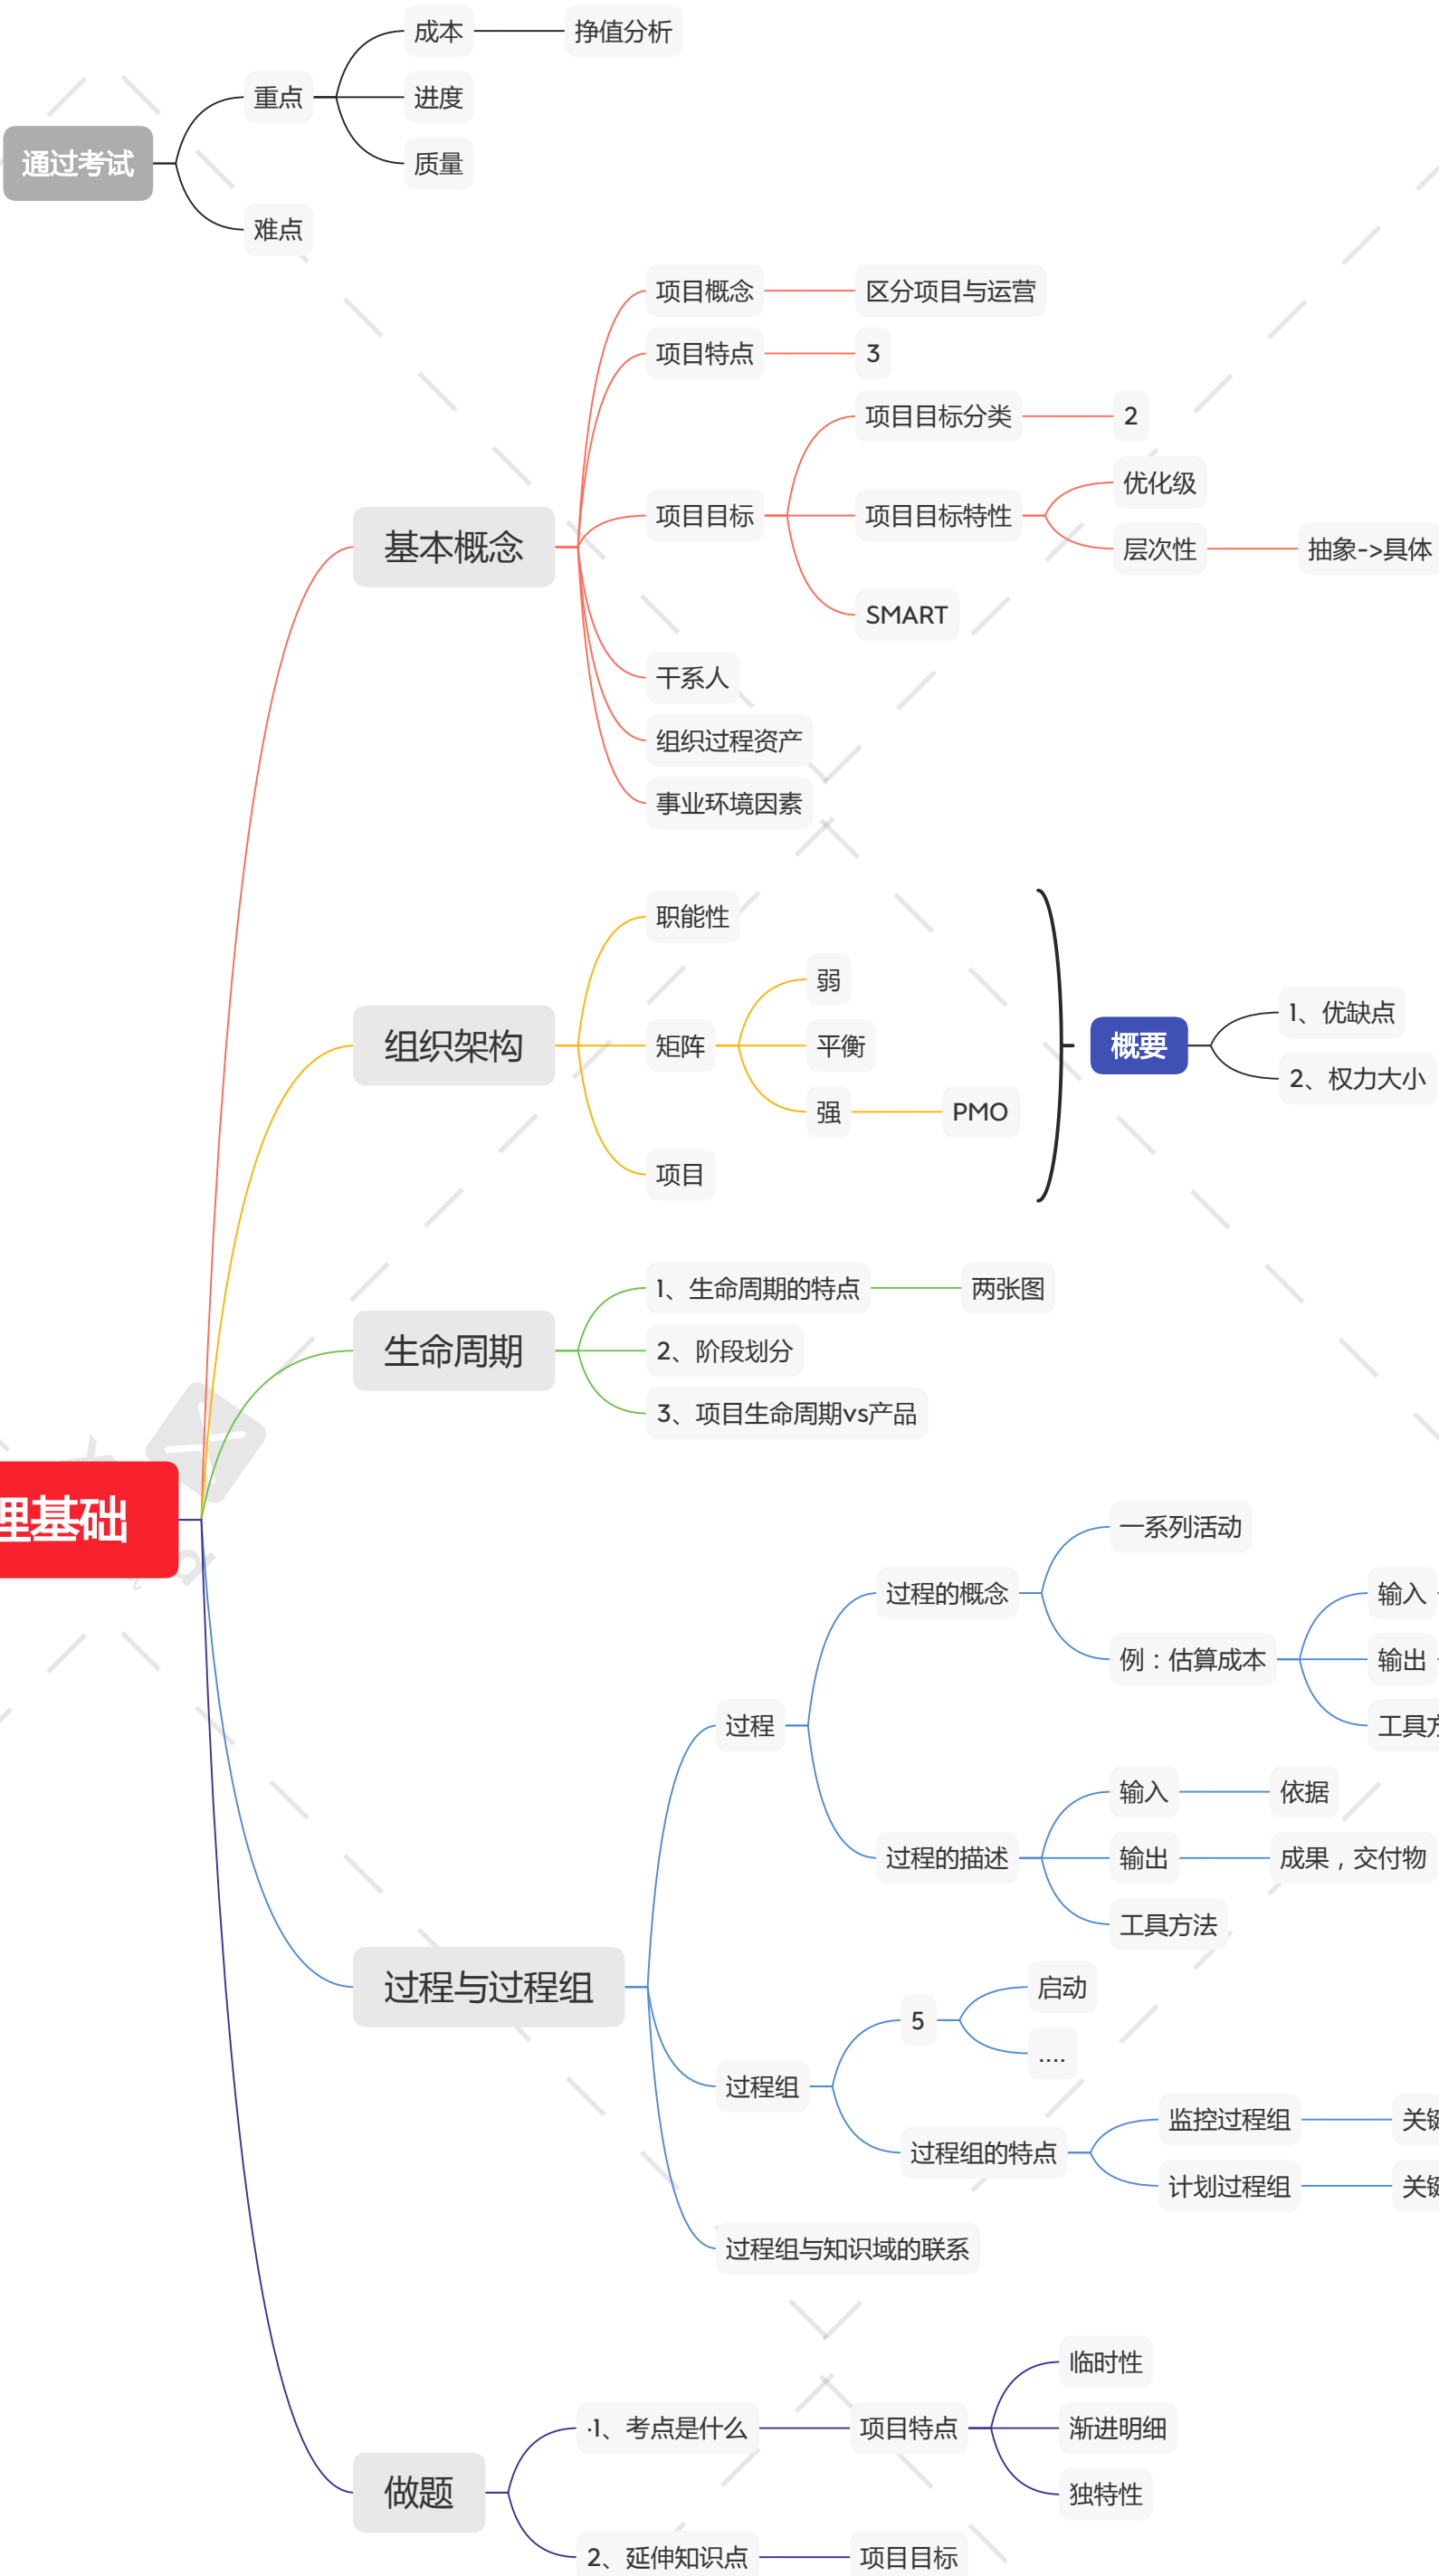 成本
挣值分析
重点
进度
通过考试
质量
难点
项目概念
区分项目与运营
项目特点
3
项目目标分类
2
优化级
项目目标
项目目标特性
基本概念
层次性
抽象->具体
SMART
干系人
组织过程资产
事业环境因素
职能性
弱
1、优缺点
组织架构
矩阵
平衡
概要
2、权力大小
强
PMO
项目
1、生命周期的特点
两张图
生命周期
2、阶段划分
3、项目生命周期vs产品
理基础
一系列活动
过程的概念
输入
例：估算成本
输出
过程
工具方
输入
依据
过程的描述
输出
成果，交付物
工具方法
过程与过程组
启动
5
....
过程组
监控过程组
关键
过程组的特点
计划过程组
关键
过程组与知识域的联系
临时性
·1、考点是什么
项目特点
渐进明细
做题
独特性
2、延伸知识点
项目目标